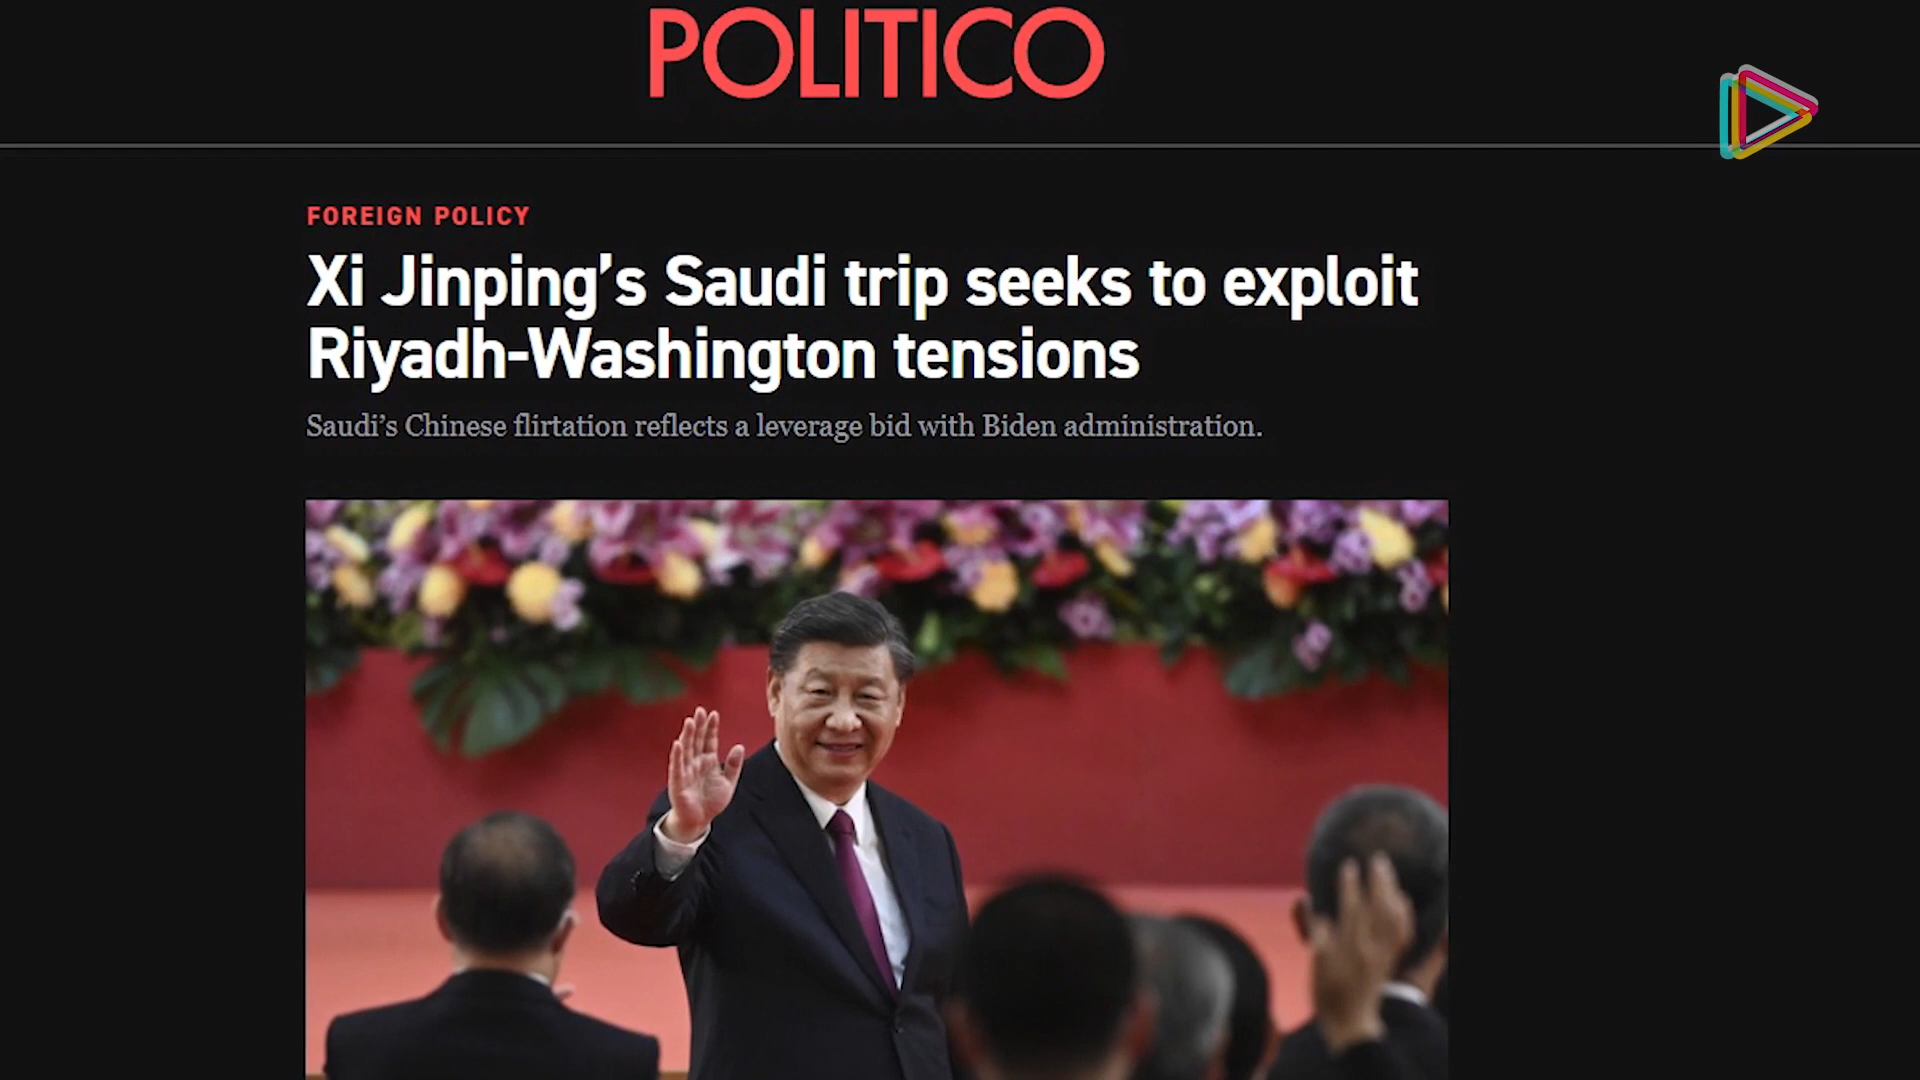 POLITICO
FOREIGN POLICY
Xi Jinping’s Saudi trip seeks to exploit
Riyadh-Washington tensions
Saudi’s Chinese flirtation reflects a leverage bid with Biden administration.